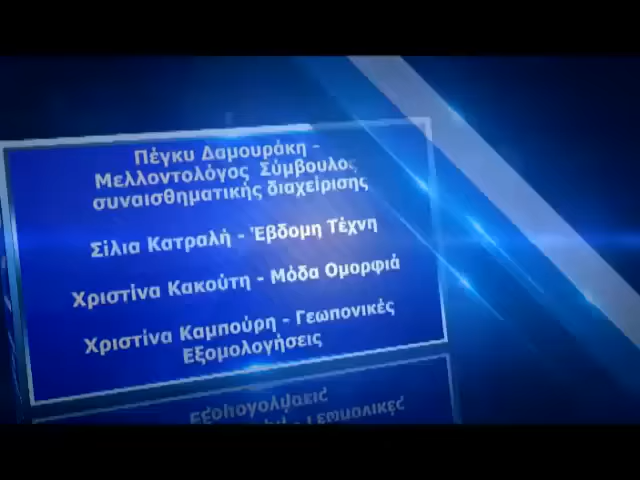 Πέγκυ Δαμουράκη -
Μελλοντολόγος Σύμβουλος
συναισθηματικής διαχείρισης
Σίλια Κατραλή - Έβδομη Τέχνη
Χριστίνα Κακούτη - Μόδα Ομορφιά
Χριστίνα Καμπούρη - Γεωπονικές
Εξομολογήσεις